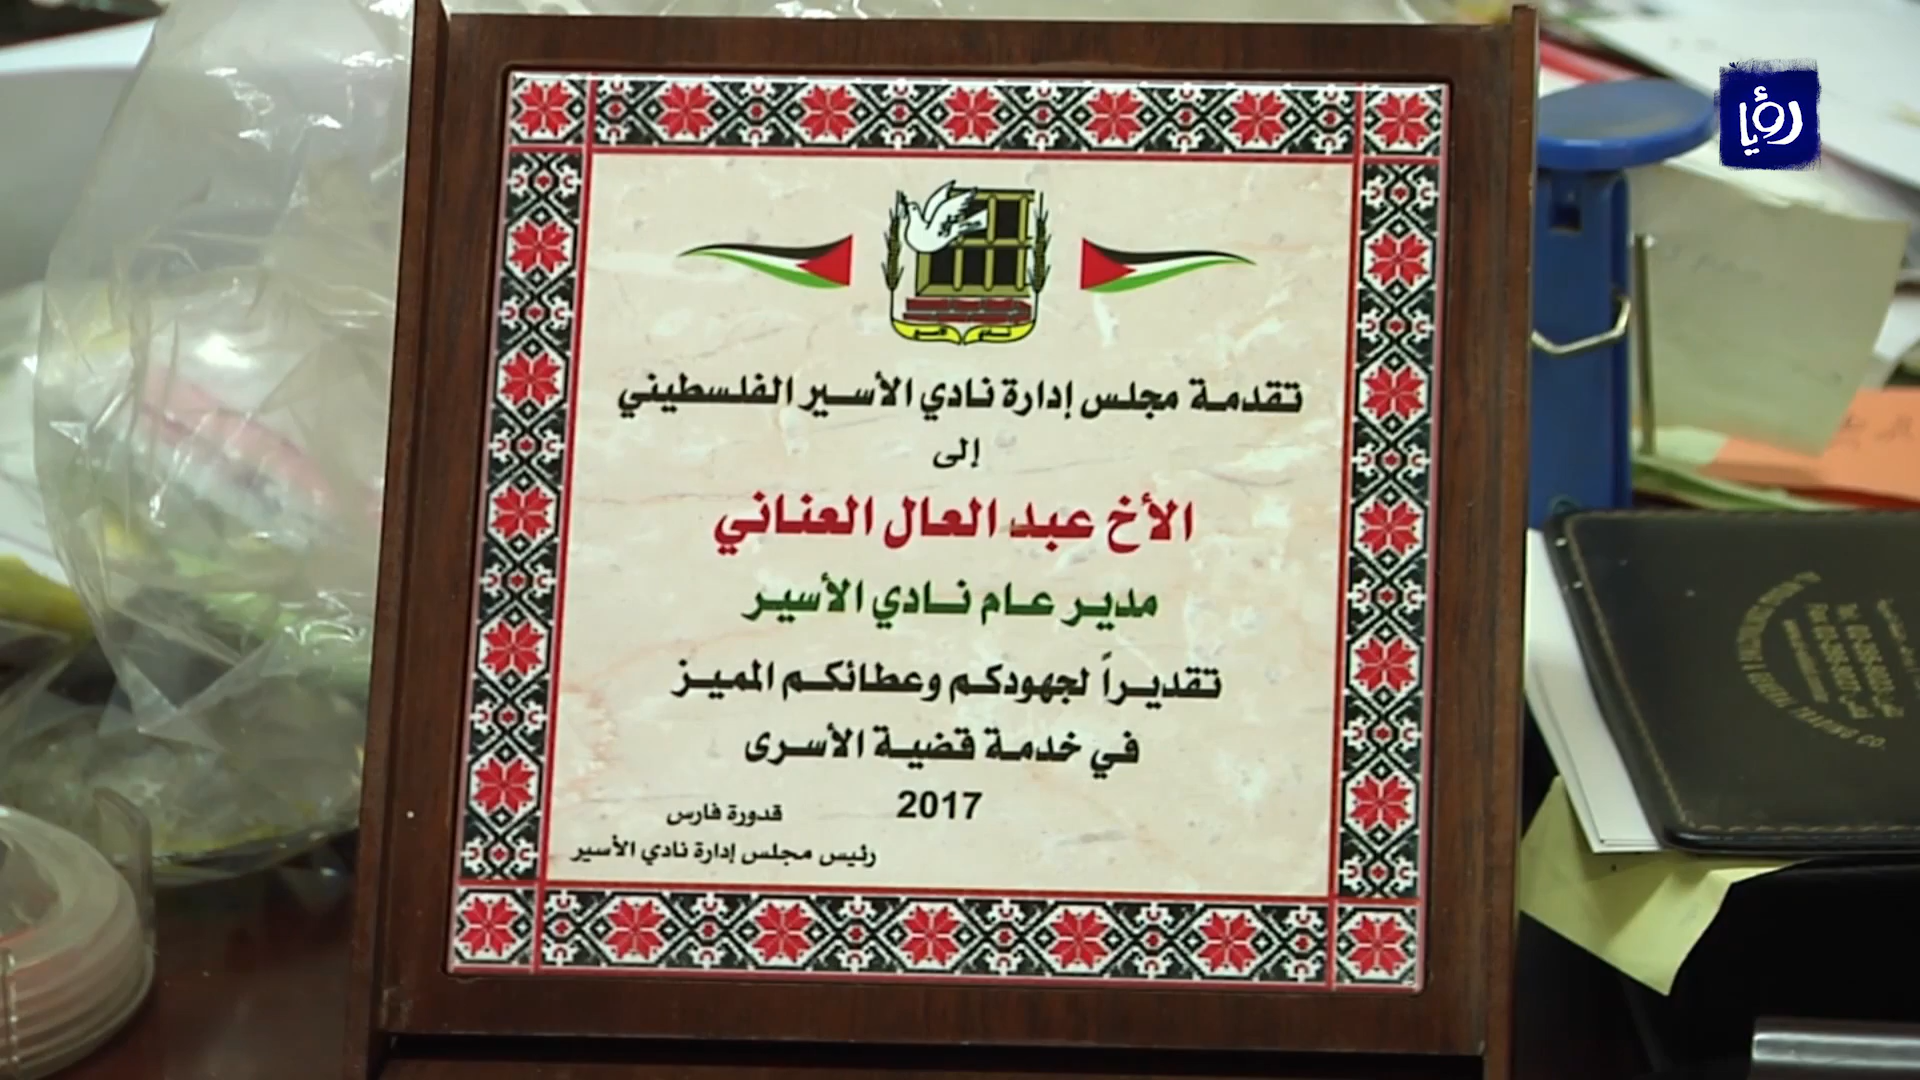 رؤيا
تقدمة مجلس إدارة نادي الأسير الفلسطيني
إلى
الأخ عبد العال العناني
مدير عام نادي الأسير
تقديراً لجهودكم وعطائكم المميز
في خدمة قضية الأسرى
2017
قدورة فارس
رئيس مجلس إدارة نادي الأسير